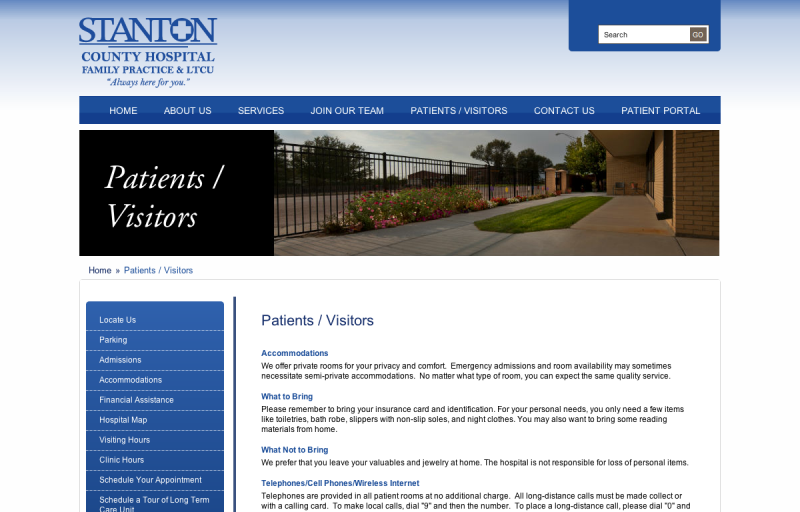 STANTON
COUNTY HOSPITAL
FAMILY PRACTICE & LTCU
"Always here for you."
Search
GO
HOME
ABOUT US
SERVICES
JOIN OUR TEAM
PATIENTS / VISITORS
CONTACT US
PATIENT PORTAL
Patients /
Visitors
Home » Patients / Visitors
Locate Us
Parking
Admissions
Accommodations
Financial Assistance
Hospital Map
Visiting Hours
Clinic Hours
Schedule Your Appointment
Schedule a Tour of Long Term
Care Unit
Patients / Visitors
Accommodations
We offer private rooms for your privacy and comfort.  Emergency admissions and room availability may sometimes
necessitate semi-private accommodations.  No matter what type of room, you can expect the same quality service.
What to Bring
Please remember to bring your insurance card and identification. For your personal needs, you only need a few items
like toiletries, bath robe, slippers with non-slip soles, and night clothes. You may also want to bring some reading
materials from home.
What Not to Bring
We prefer that you leave your valuables and jewelry at home. The hospital is not responsible for loss of personal items.
Telephones/Cell Phones/Wireless Internet
Telephones are provided in all patient rooms at no additional charge.  All long-distance calls must be made collect or
with a calling card.  To make local calls, dial "9" and then the number.  To place a long-distance call, please dial "0" and